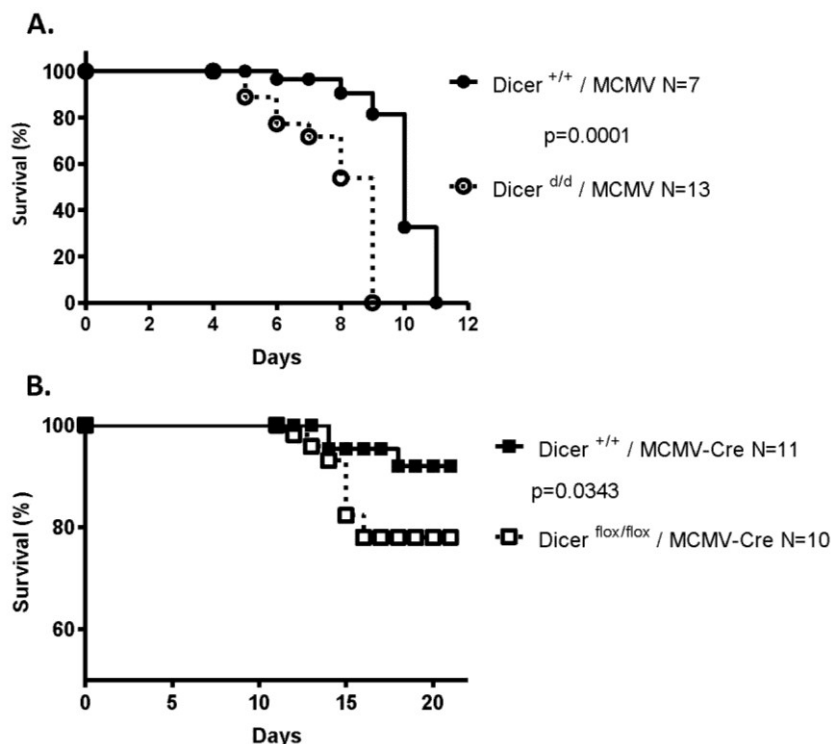 A.
Survival (%)
100
80
60
40
20
0
0 2 4 6 8 10 12
Days
Dicer +/+ / MCMV N=7
p=0.0001
Dicer d/d / MCMV N=13
B.
Survival (%)
100
80
60
0 5 10 15 20
Days
Dicer +/+ / MCMV-Cre N=11
p=0.0343
Dicer flox/flox / MCMV-Cre N=10